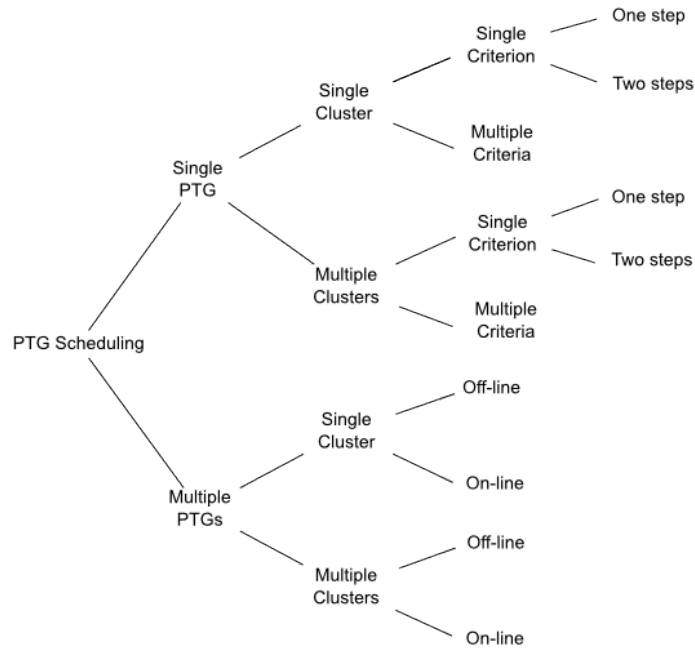 One step
Single
Criterion
Two steps
Single
Cluster
Multiple
Criteria
Single
PTG
One step
Single
Criterion
Two steps
Multiple
Clusters
Multiple
Criteria
PTG Scheduling
Off-line
Single
Cluster
On-line
Multiple
PTGs
Off-line
Multiple
Clusters
On-line